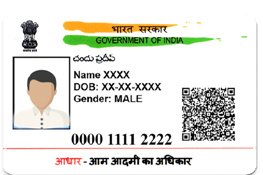 भारत सरकार
GOVERNMENT OF INDIA
చందు ప్రదీప్
Name XXXX
DOB: XX-XX-XXXX
Gender: MALE
0000 1111 2222
आधार - आम आदमी का अधिकार